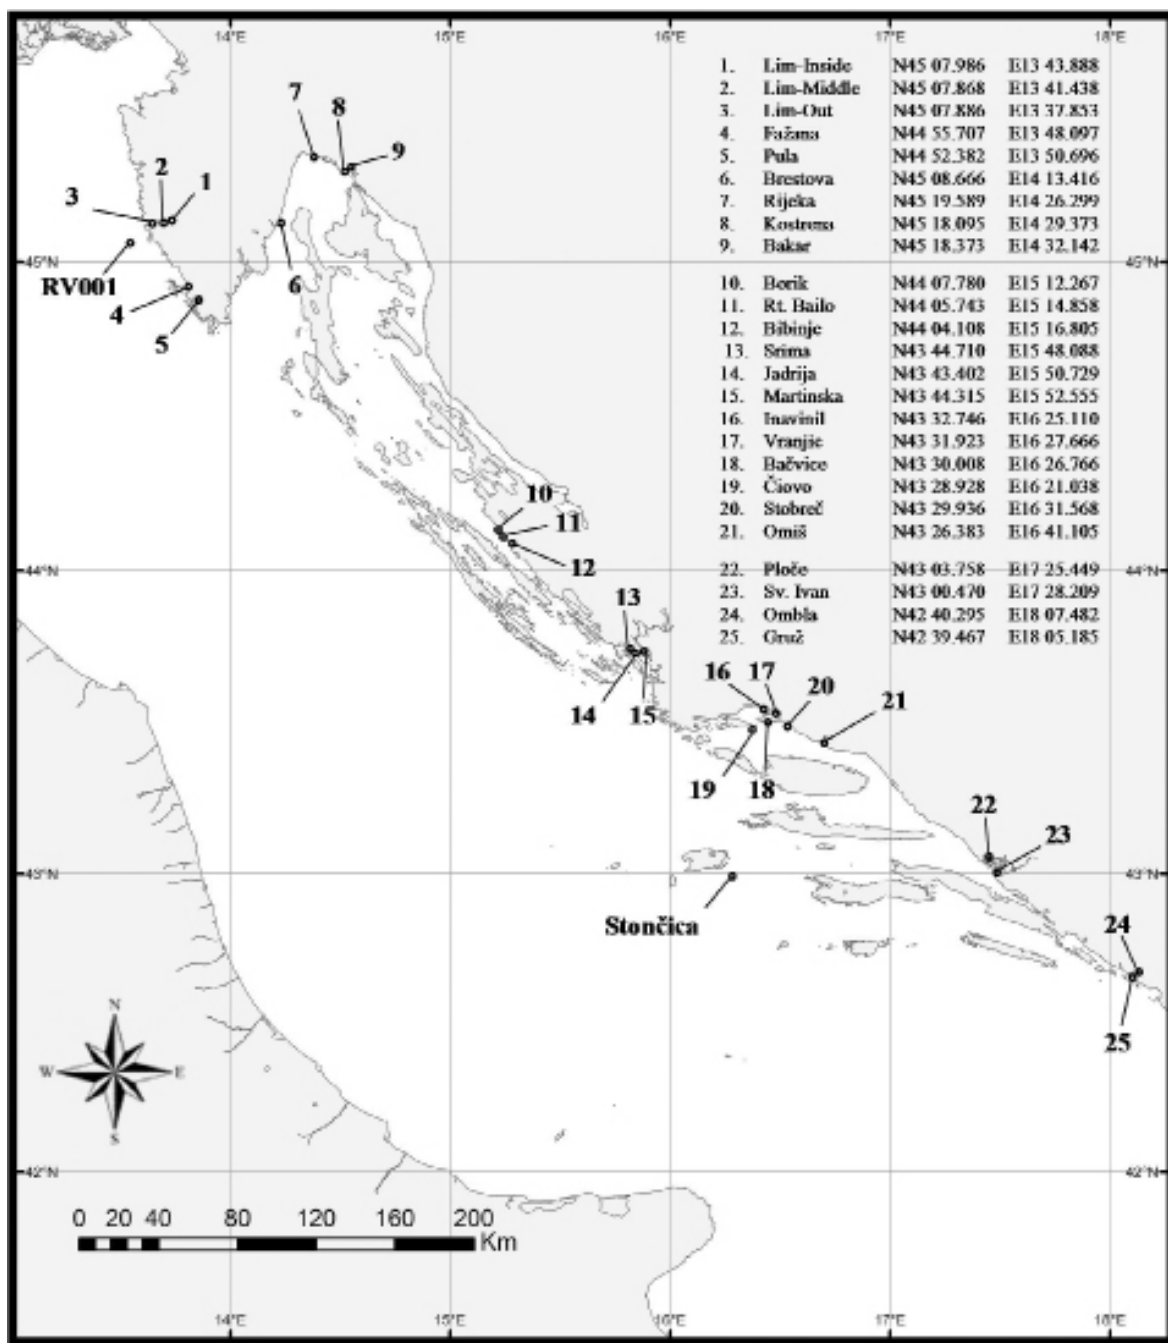 14°E 15°E 16°E 17°E 18°E
1. Lim-Inside N45 07.986 E13 43.888
2. Lim-Middle N45 07.868 E13 41.438
3. Lim-Out N45 07.886 E13 37.853
4. Fažana N44 55.707 E13 48.097
5. Pula N44 52.382 E13 50.696
6. Brestova N45 08.666 E14 13.416
7. Rijeka N45 19.589 E14 26.299
8. Kostrena N45 18.095 E14 29.373
9. Bakar N45 18.373 E14 32.142
10. Borik N44 07.780 E15 12.267
11. Rt. Bailo N44 05.743 E15 14.858
12. Bibinje N44 04.108 E15 16.805
13. Srima N43 44.710 E15 48.088
14. Jadrija N43 43.402 E15 50.729
15. Martinska N43 44.315 E15 52.555
16. Inavinil N43 32.746 E16 25.110
17. Vranjic N43 31.923 E16 27.666
18. Bačvice N43 30.008 E16 26.766
19. Čiovo N43 28.928 E16 21.038
20. Stobreč N43 29.936 E16 31.568
21. Omiš N43 26.383 E16 41.105
22. Ploče N43 03.758 E17 25.449
23. Sv. Ivan N43 00.470 E17 28.209
24. Ombla N42 40.295 E18 07.482
25. Gruž N42 39.467 E18 05.185
7
8
9
2
1
3
45°N 45°N
RV001
6
4
5
10
11
12
44°N 44°N
13
14
15
16
17
20
21
19
18
22
23
43°N 43°N
Stončica
24
25
N
W E
S
42°N 42°N
0 20 40 80 120 160 200
Km
14°E 15°E 16°E 17°E 18°E